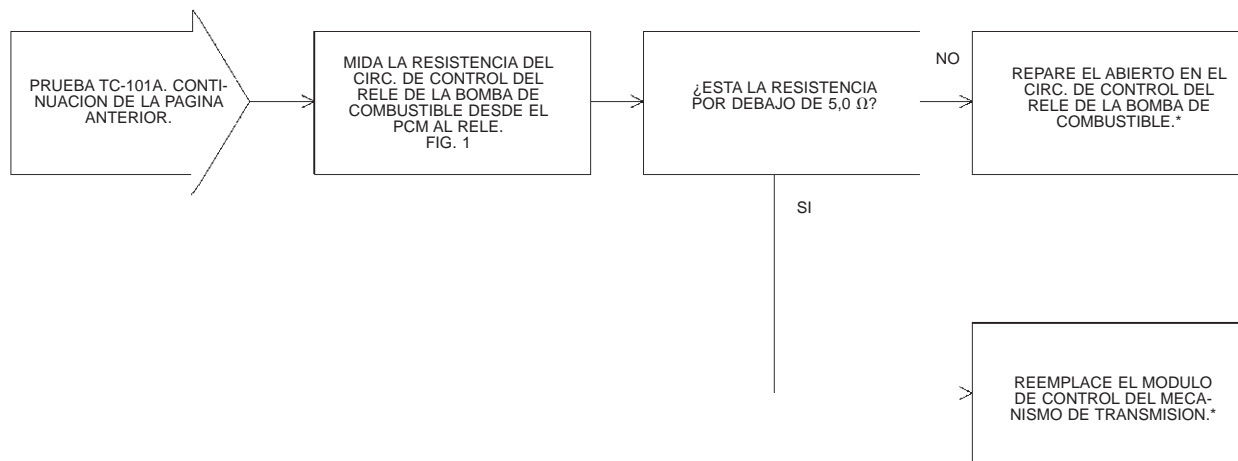 PRUEBA TC-101A. CONTI-
NUACION DE LA PAGINA
ANTERIOR.
MIDA LA RESISTENCIA DEL
CIRC. DE CONTROL DEL
RELE DE LA BOMBA DE
COMBUSTIBLE DESDE EL
PCM AL RELE.
FIG. 1
¿ESTA LA RESISTENCIA
POR DEBAJO DE 5,0 Ω?
NO
REPARE EL ABIERTO EN EL
CIRC. DE CONTROL DEL
RELE DE LA BOMBA DE
COMBUSTIBLE.*
SI
REEMPLACE EL MODULO
DE CONTROL DEL MECA-
NISMO DE TRANSMISION.*